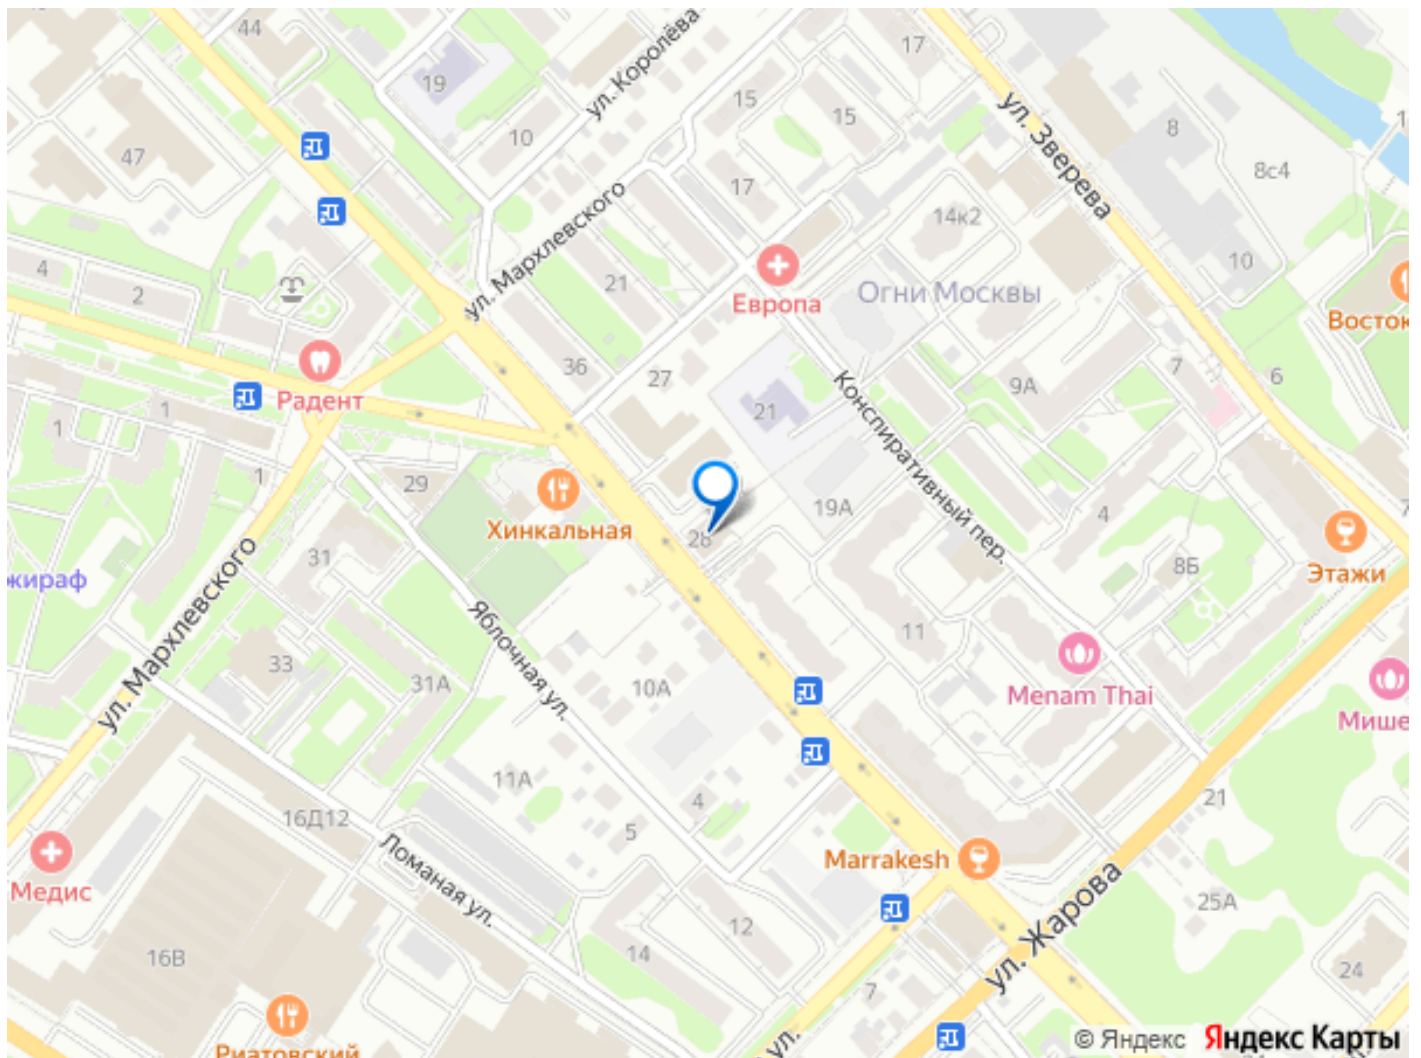 44
17
19
ул. Королёва
15
15
ул. Зверева
8
10
47
8с4
17
ул. Мархлевского
14к2
10
4
2
21
Европа
Огни Москвы
Восток
36
27
7
6
Радент
9А
1
1
21
Конспиративный пер.
1
29
Хинкальная
28
19А
4
31
жираф
8Б
Этажи
ул. Мархлевского
Яблочная ул.
11
33
31А
10А
Menam Thai
Мише
11А
4
21
16Д12
5
Медис
Ломаная ул.
Marrakesh
ул. Жарова
25А
12
14
16В
24
7
Риатовский
ул.
© Яндекс Яндекс Карты